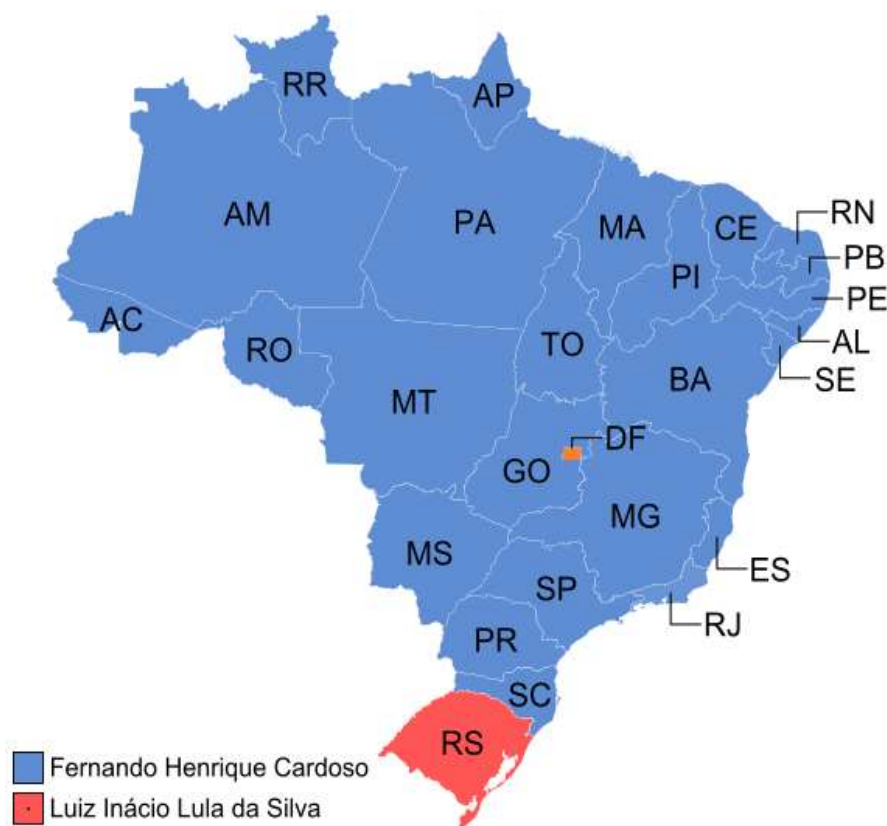 RR
AP
AM
PA
MA
CE
RN
PB
PI
PE
AC
RO
TO
AL
SE
MT
BA
DF
GO
MG
MS
ES
SP
RJ
PR
SC
RS
Fernando Henrique Cardoso
Luiz Inácio Lula da Silva